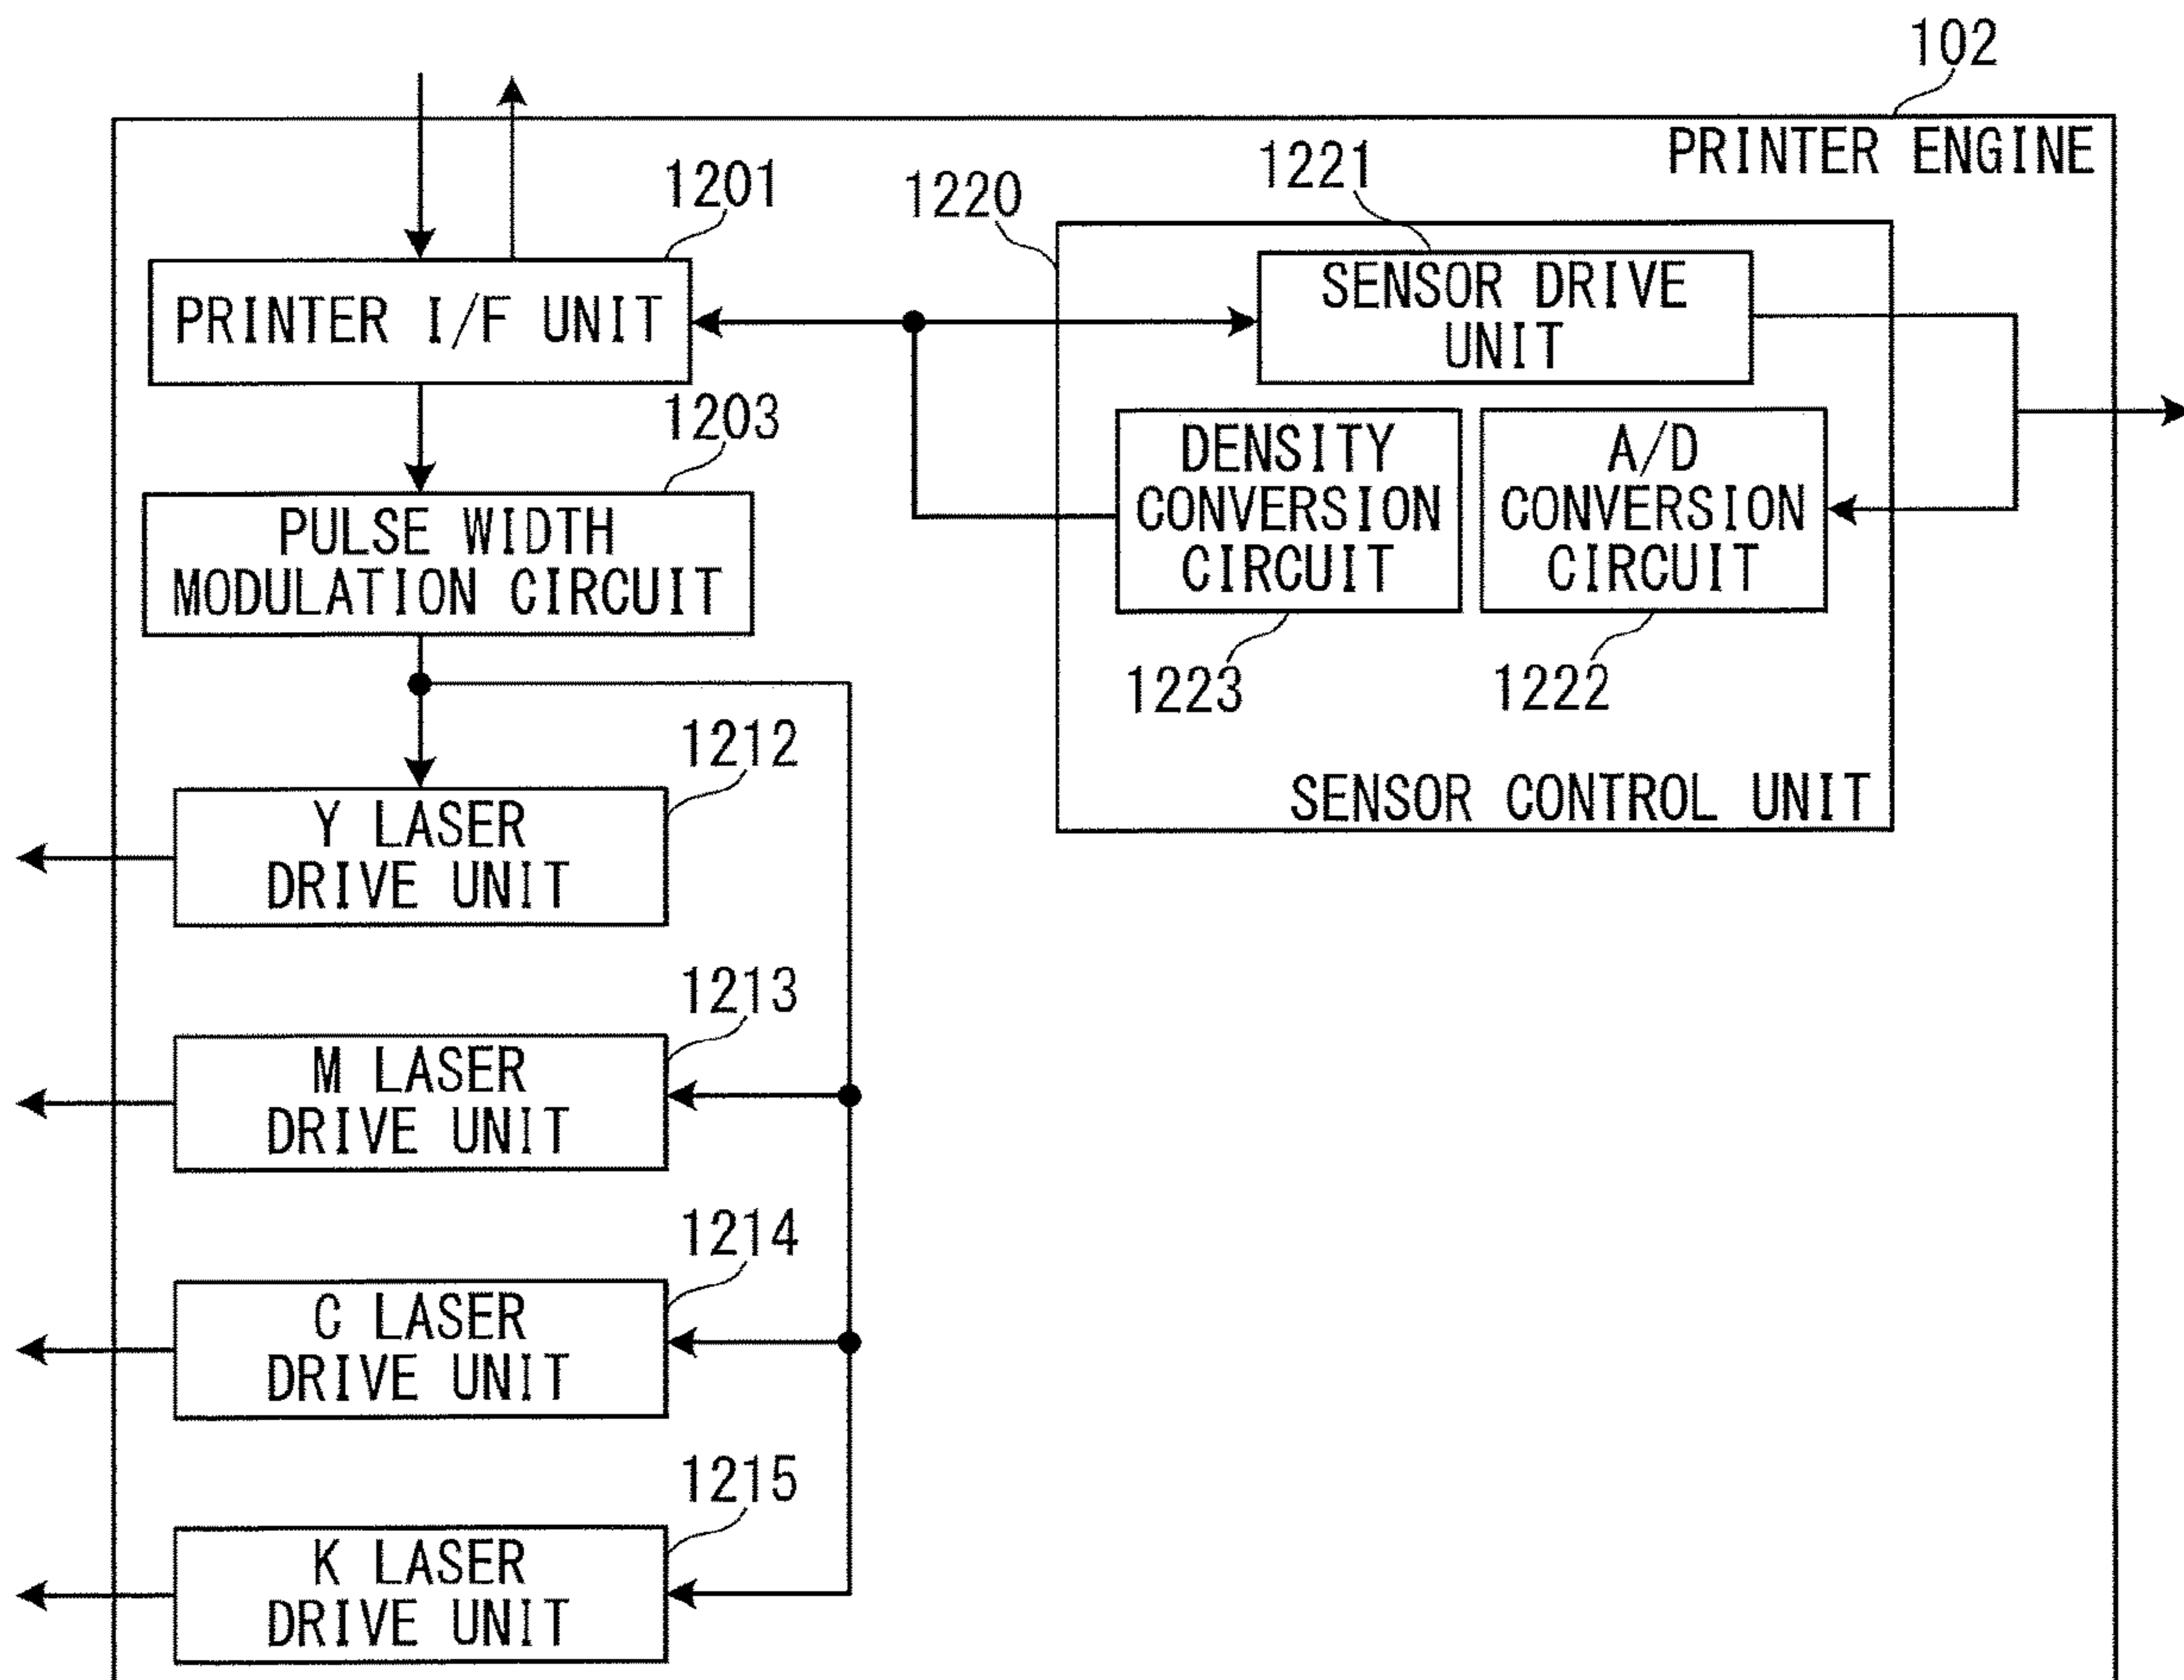 102
PRINTER ENGINE
1201
PRINTER I/F UNIT
1203
PULSE WIDTH
MODULATION CIRCUIT
1212
Y LASER
DRIVE UNIT
1213
M LASER
DRIVE UNIT
1214
C LASER
DRIVE UNIT
1215
K LASER
DRIVE UNIT
1220
1221
SENSOR DRIVE
UNIT
DENSITY
CONVERSION
CIRCUIT
1223
A/D
CONVERSION
CIRCUIT
1222
SENSOR CONTROL UNIT